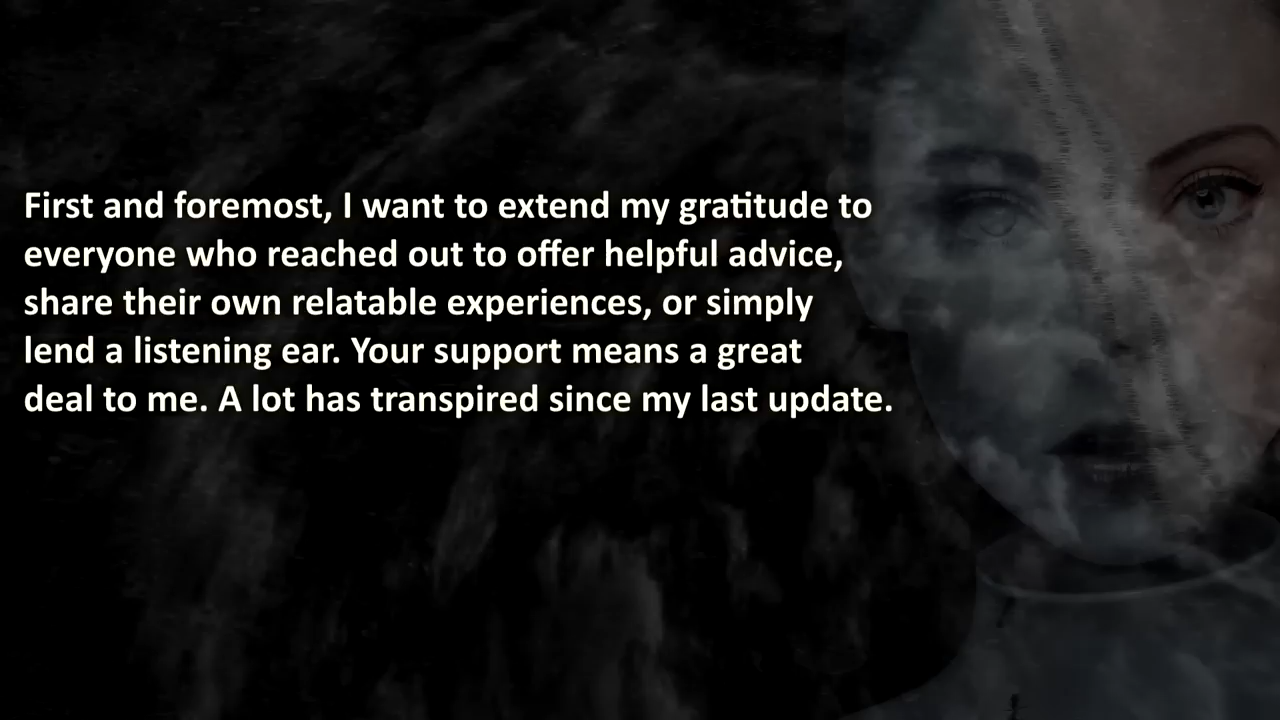 First and foremost, I want to extend my gratitude to
everyone who reached out to offer helpful advice,
share their own relatable experiences, or simply
lend a listening ear. Your support means a great
deal to me. A lot has transpired since my last update.